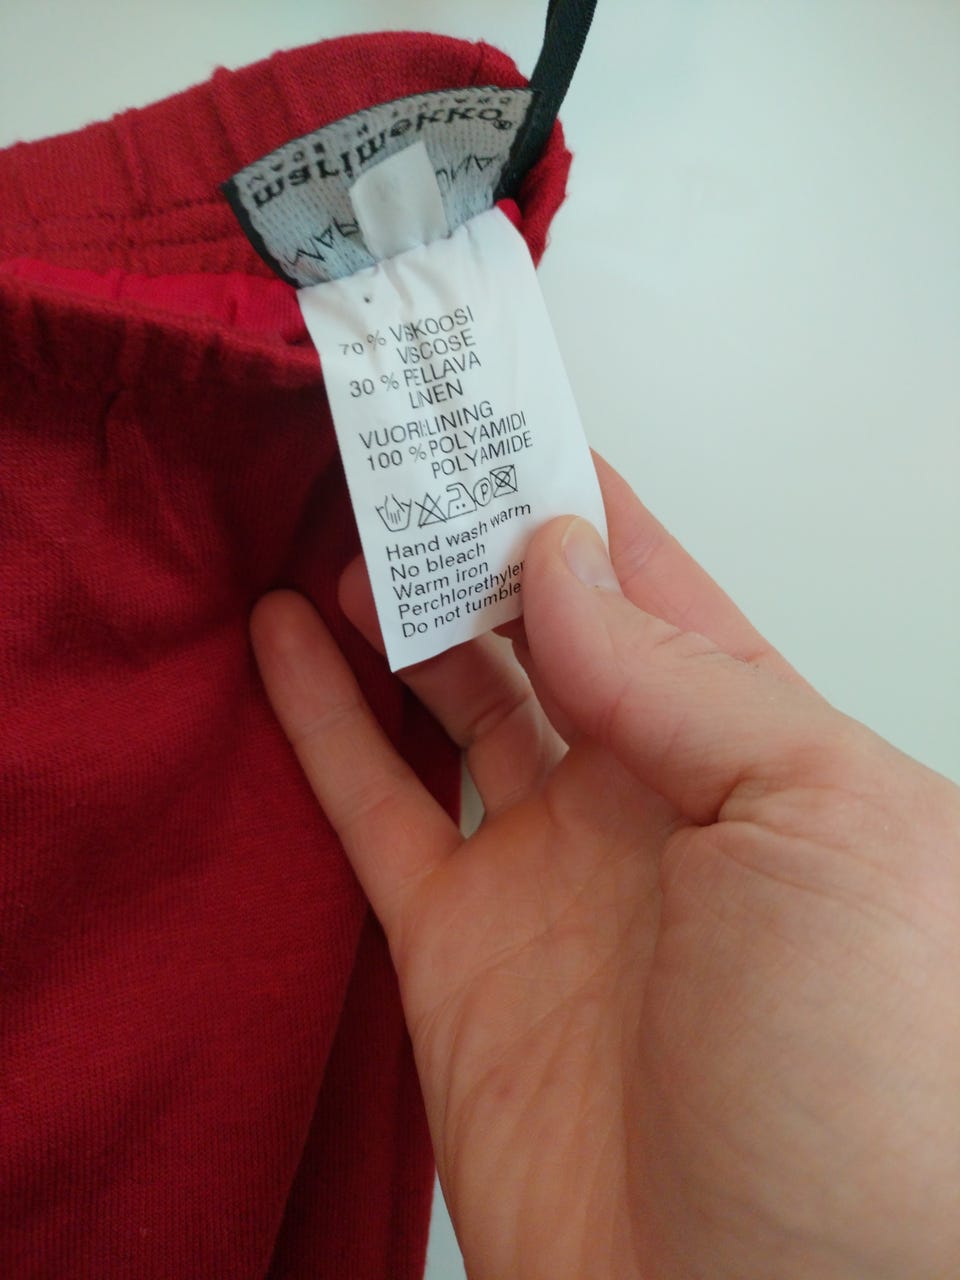 marimekko®
70 % VISKOOSI
VISCOSE
30 % PELLAVA
LINEN
VUORI:LINING
100 % POLYAMIDI
POLYAMIDE
P
Hand wash warm
No bleach
Warm iron
Do not tumble